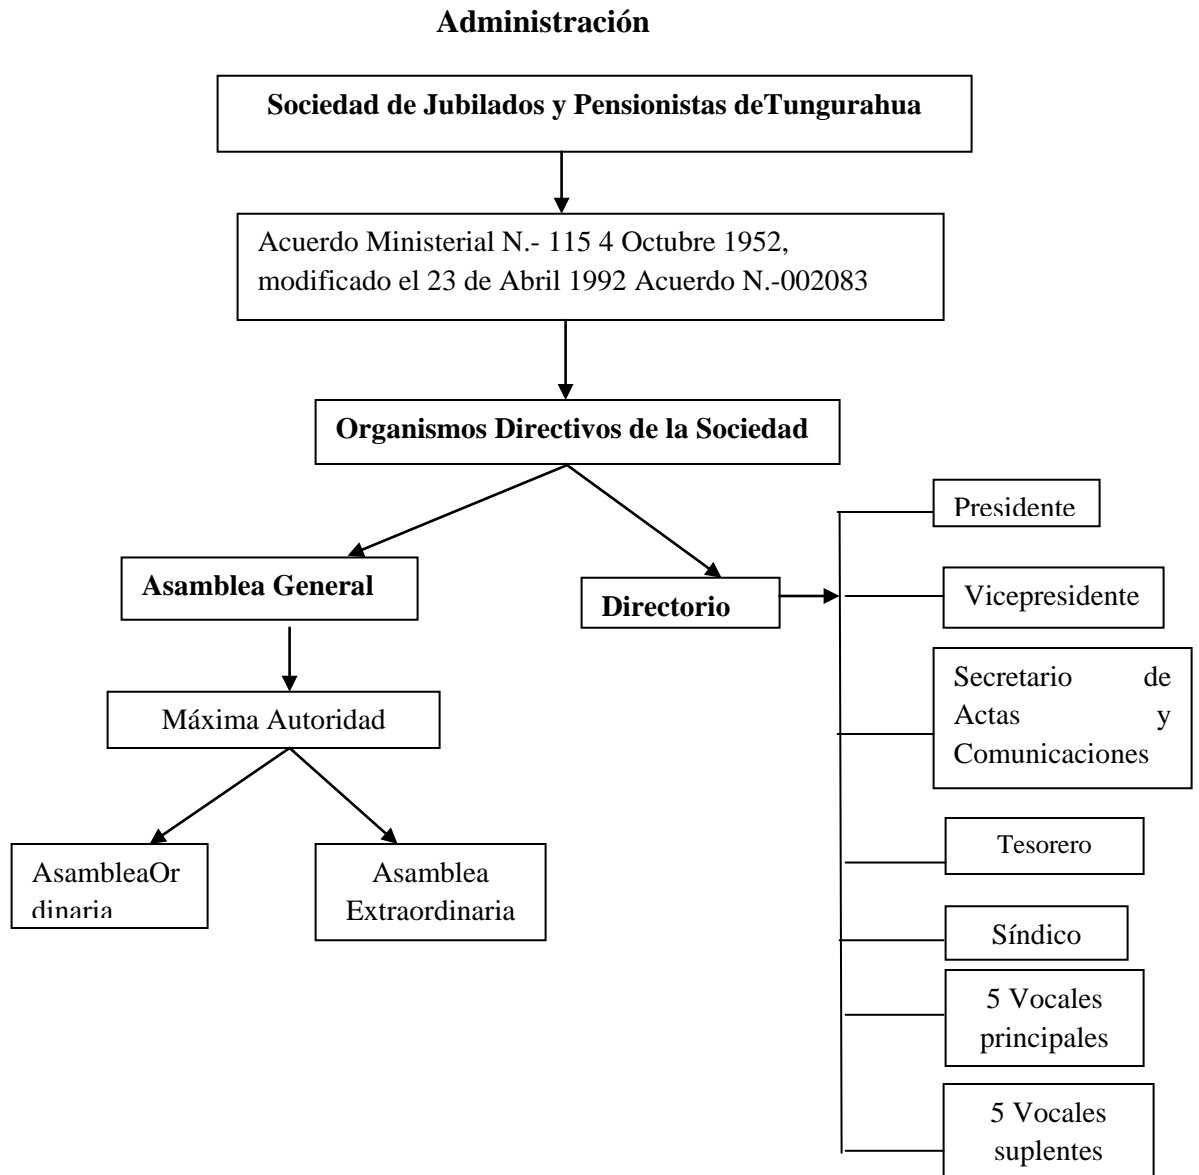 Administración
Sociedad de Jubilados y Pensionistas deTungurahua
Acuerdo Ministerial N.- 115 4 Octubre 1952,
modificado el 23 de Abril 1992 Acuerdo N.-002083
Organismos Directivos de la Sociedad
Asamblea General
Máxima Autoridad
AsambleaOr
dinaria
Asamblea
Extraordinaria
Directorio
Presidente
Vicepresidente
Secretario de
Actas y
Comunicaciones
Tesorero
Síndico
5 Vocales
principales
5 Vocales
suplentes